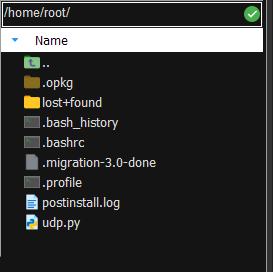 /home/root/
Name
..
.opkg
lost+found
.bash_history
.bashrc
.migration-3.0-done
.profile
postinstall.log
udp.py